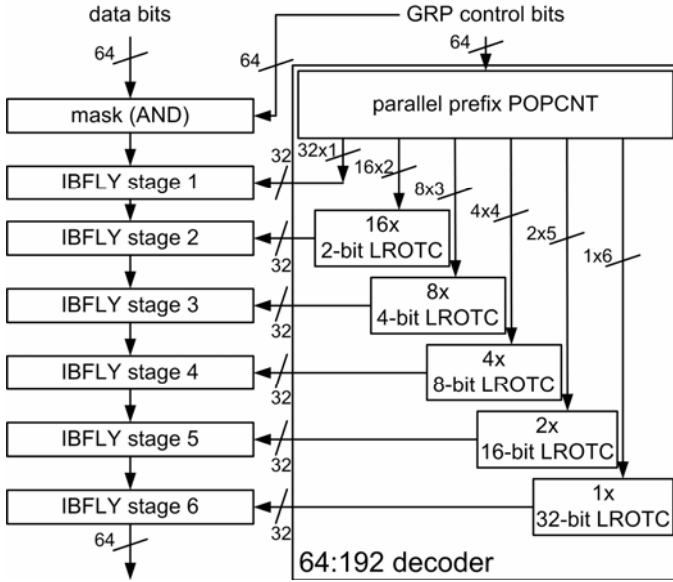 data bits
GRP control bits
64
64
64
mask (AND)
parallel prefix POPCNT
32
32x1
16x2
8x3
4x4
2x5
1x6
IBFLY stage 1
IBFLY stage 2
32
16x
2-bit LROTC
IBFLY stage 3
32
8x
4-bit LROTC
IBFLY stage 4
32
4x
8-bit LROTC
IBFLY stage 5
32
2x
16-bit LROTC
IBFLY stage 6
32
1x
32-bit LROTC
64
64:192 decoder